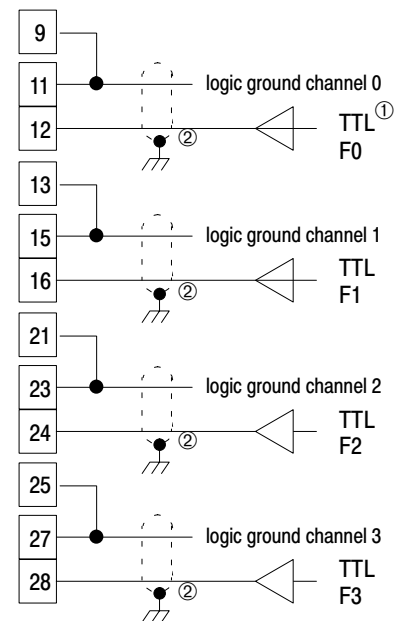 9
11 logic ground channel 0
12 TTL①
② F0
13
15 logic ground channel 1
16 TTL
② F1
21
23 logic ground channel 2
24 TTL
② F2
25
27 logic ground channel 3
28 TTL
② F3